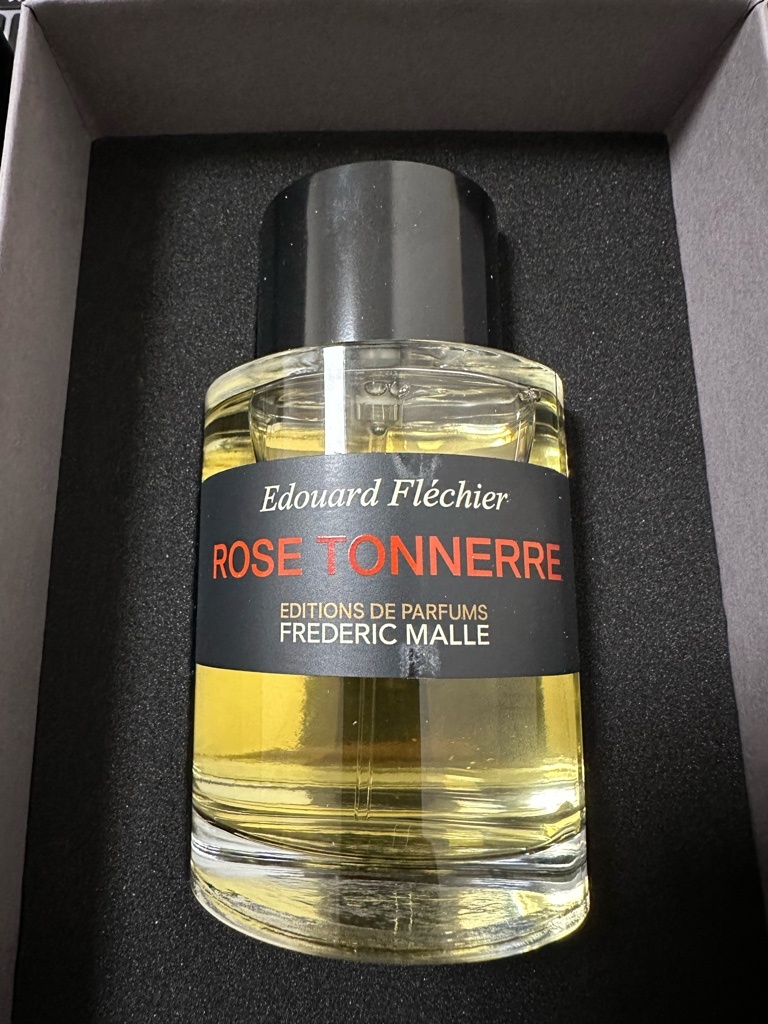 Edouard Fléchier
ROSE TONNERRE
EDITIONS DE PARFUMS
FREDERIC MALLE